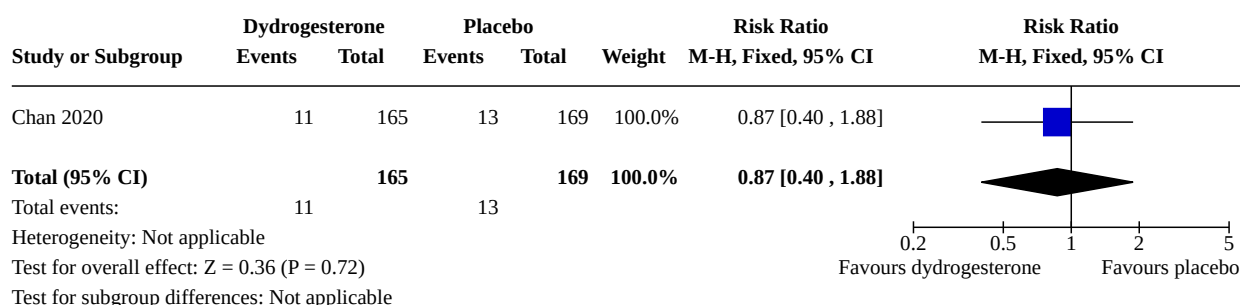 Dydrogesterone Placebo Risk Ratio Risk Ratio
Study or Subgroup Events Total Events Total Weight M-H, Fixed, 95% CI M-H, Fixed, 95% CI
Chan 2020 11 165 13 169 100.0% 0.87 [0.40 , 1.88]
Total (95% CI) 165 169 100.0% 0.87 [0.40 , 1.88]
Total events: 11 13
Heterogeneity: Not applicable
0.2 0.5 1 2 5
Test for overall effect: Z = 0.36 (P = 0.72) Favours dydrogesterone Favours placebo
Test for subgroup differences: Not applicable